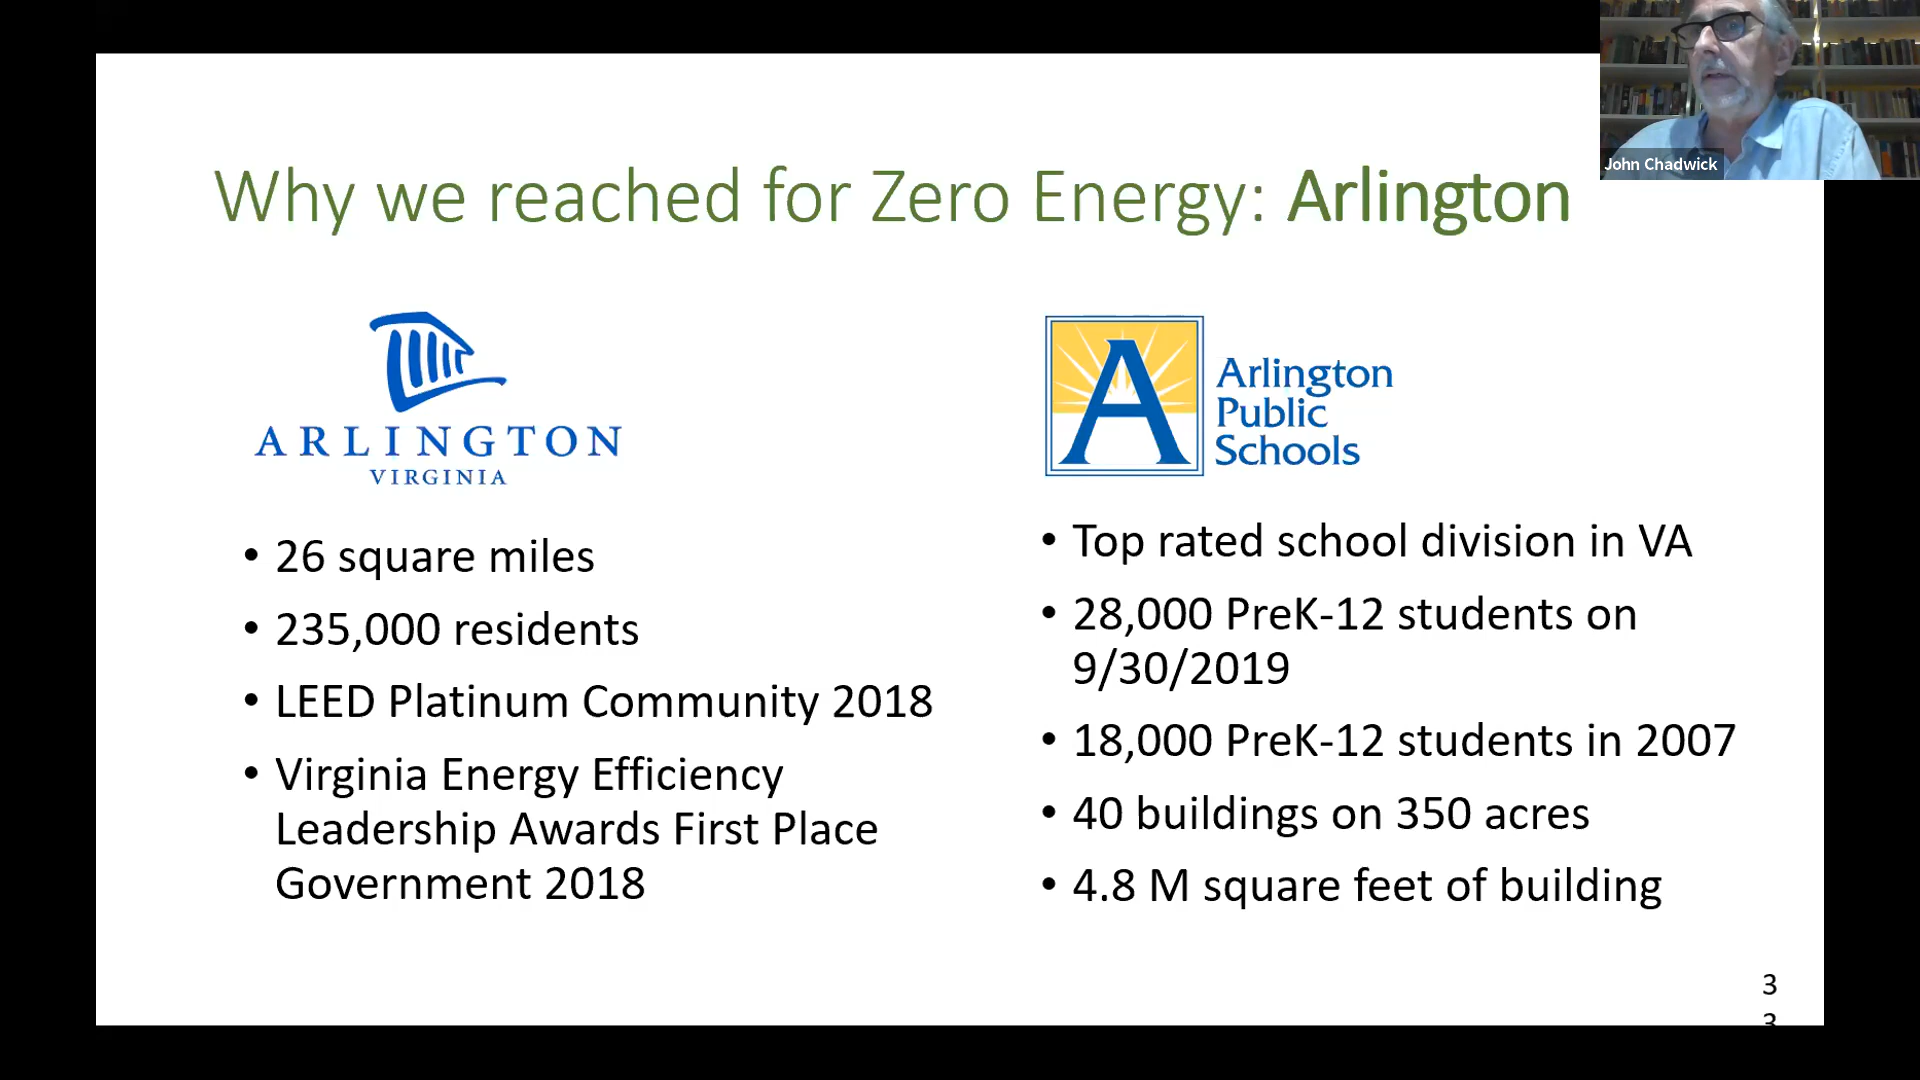 John Chadwick
Why we reached for Zero Energy: Arlington
ARLINGTON
VIRGINIA
• 26 square miles
• 235,000 residents
• LEED Platinum Community 2018
• Virginia Energy Efficiency
Leadership Awards First Place
Government 2018
A
Arlington
Public
Schools
• Top rated school division in VA
• 28,000 PreK-12 students on
9/30/2019
• 18,000 PreK-12 students in 2007
• 40 buildings on 350 acres
• 4.8 M square feet of building
3
3